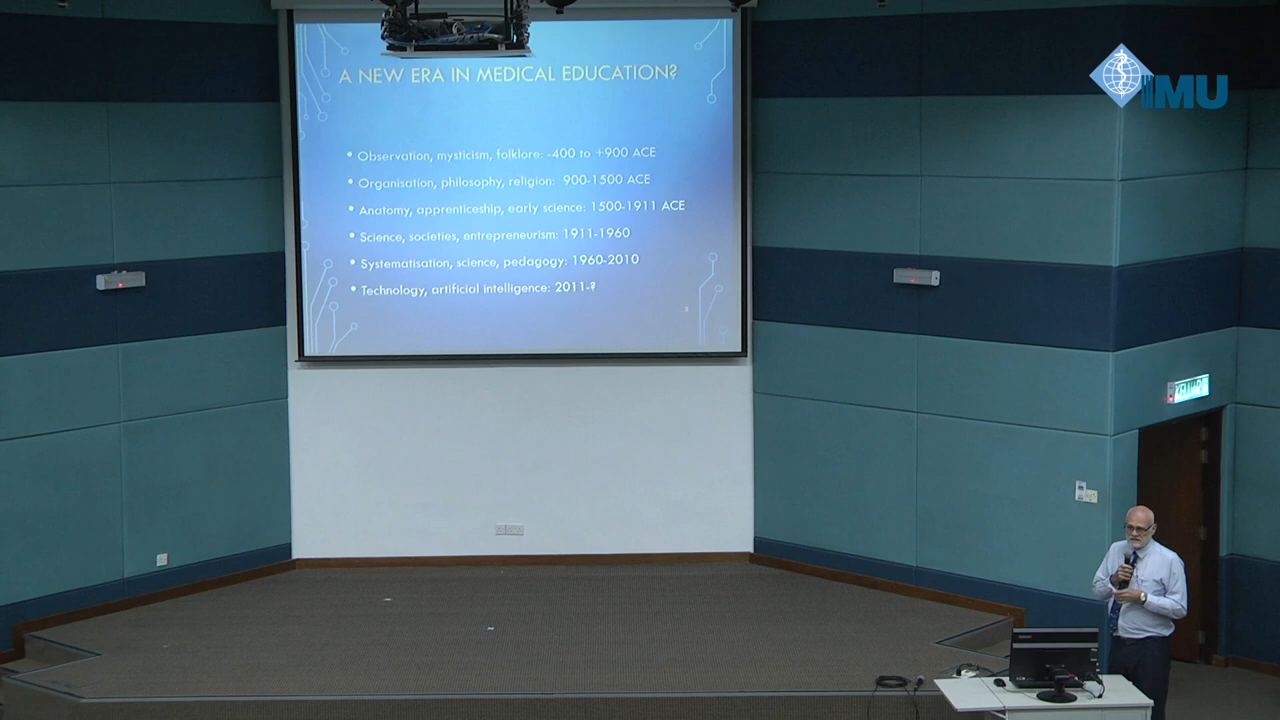 A NEW ERA IN MEDICAL EDUCATION?
IMU
• Observation, mysticism, folklore: -400 to +900 ACE
• Organisation, philosophy, religion: 900-1500 ACE
• Anatomy, apprenticeship, early science: 1500-1911 ACE
• Science, societies, entrepreneurism: 1911-1960
• Systematisation, science, pedagogy: 1960-2010
• Technology, artificial intelligence: 2011-?
KELUAR